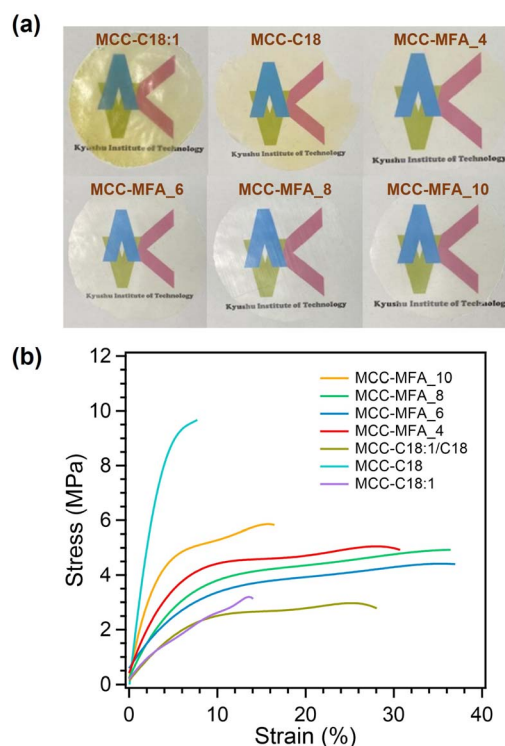 (a)
MCC-C18:1 MCC-C18 MCC-MFA_4
Kyushu Institute of Technology Kyushu Institute of Technology Kyushu Institute of Technology
MCC-MFA_6 MCC-MFA_8 MCC-MFA_10
Kyushu Institute of Technology Kyushu Institute of Technology Kyushu Institute of Technology
(b)
12
10
8
6
4
2
0
Stress (MPa)
MCC-MFA_10
MCC-MFA_8
MCC-MFA_6
MCC-MFA_4
MCC-C18:1/C18
MCC-C18
MCC-C18:1
0 10 20 30 40
Strain (%)